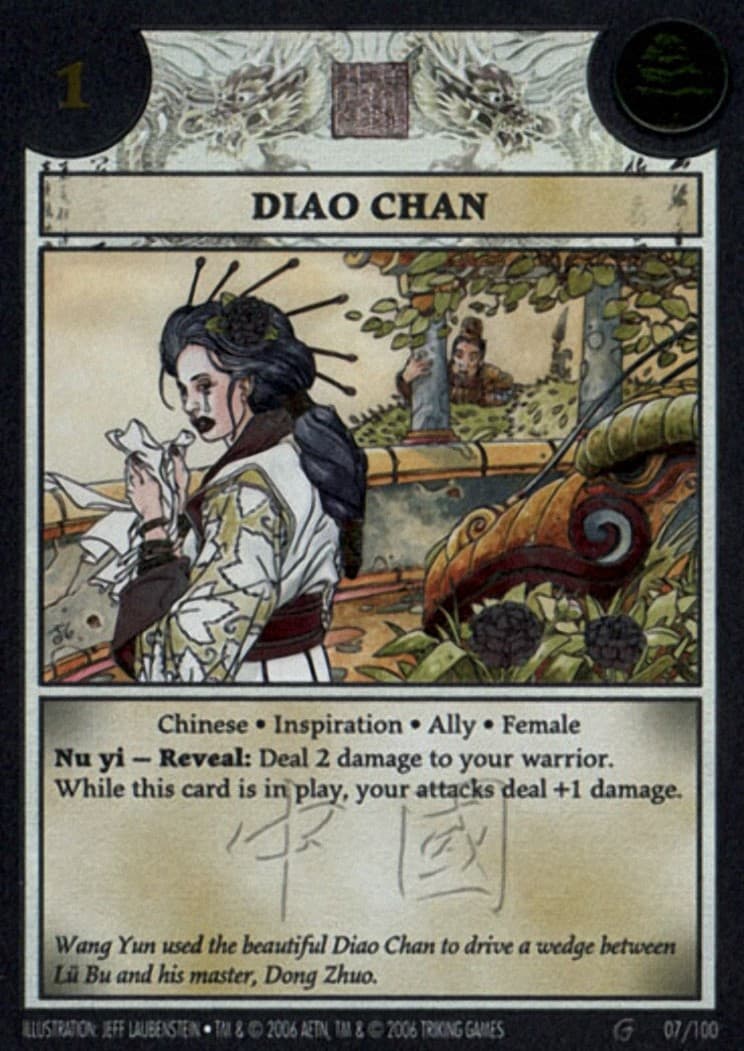 1
DIAO CHAN
JL
Chinese • Inspiration • Ally • Female
Nu yi – Reveal: Deal 2 damage to your warrior.
While this card is in play, your attacks deal +1 damage.
中國
Wang Yun used the beautiful Diao Chan to drive a wedge between
Lü Bu and his master, Dong Zhuo.
ILLUSTRATION: JEFF LAUBENSTEIN • TM & © 2006 AETN, TM & © 2006 TRIKING GAMES G 07/100